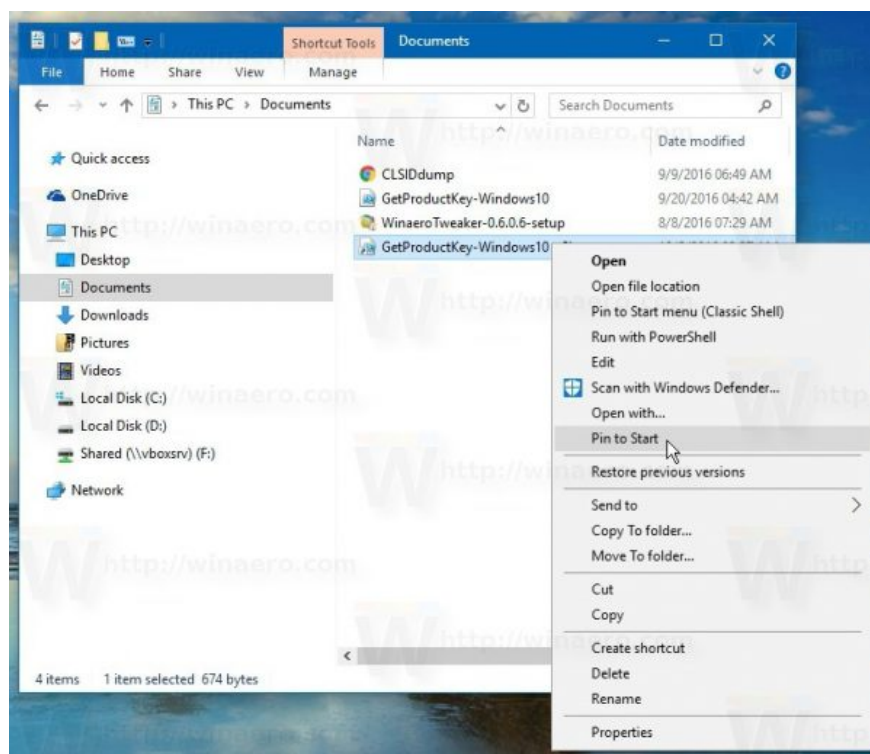 Shortcut Tools Documents
File Home Share View Manage
This PC Documents Search Documents
Name Date modified
Quick access
OneDrive
This PC
Desktop
Documents
Downloads
Pictures
Videos
Local Disk (C:)
Local Disk (D:)
Shared (\\vboxsrv) (F:)
Network
CLSIDdump 9/9/2016 06:49 AM
GetProductKey-Windows10 9/20/2016 04:42 AM
WinaeroTweaker-0.6.0.6-setup 8/8/2016 07:29 AM
GetProductKey-Windows10
Open
Open file location
Pin to Start menu (Classic Shell)
Run with PowerShell
Edit
Scan with Windows Defender...
Open with...
Pin to Start
Restore previous versions
Send to
Copy To folder...
Move To folder...
Cut
Copy
Create shortcut
Delete
Rename
Properties
4 items 1 item selected 674 bytes
http://winaero.com